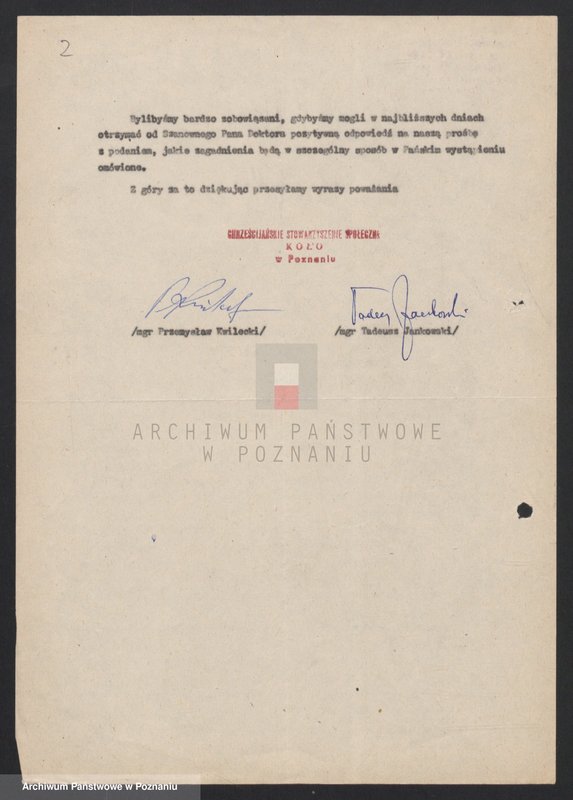 2
Bylibyśmy bardzo zobowiązani, gdybyśmy mogli w najbliższych dniach
otrzymać od Szanownego Pana Doktora pozytywną odpowiedź na naszą prośbę
z podaniem, jakie zagadnienia będą w szczególny sposób w Pańskim wystąpieniu
omówione.
Z góry za to dziękując przesyłamy wyrazy poważania
CHRZEŚCIJAŃSKIE STOWARZYSZENIE SPOŁECZNE
KOŁO
w Poznaniu
Tadeusz Jankowski
/mgr Przemysław Kwilecki/ /mgr Tadeusz Jankowski/
ARCHIWUM PAŃSTWOWE
W POZNANIU
Archiwum Państwowe w Poznaniu